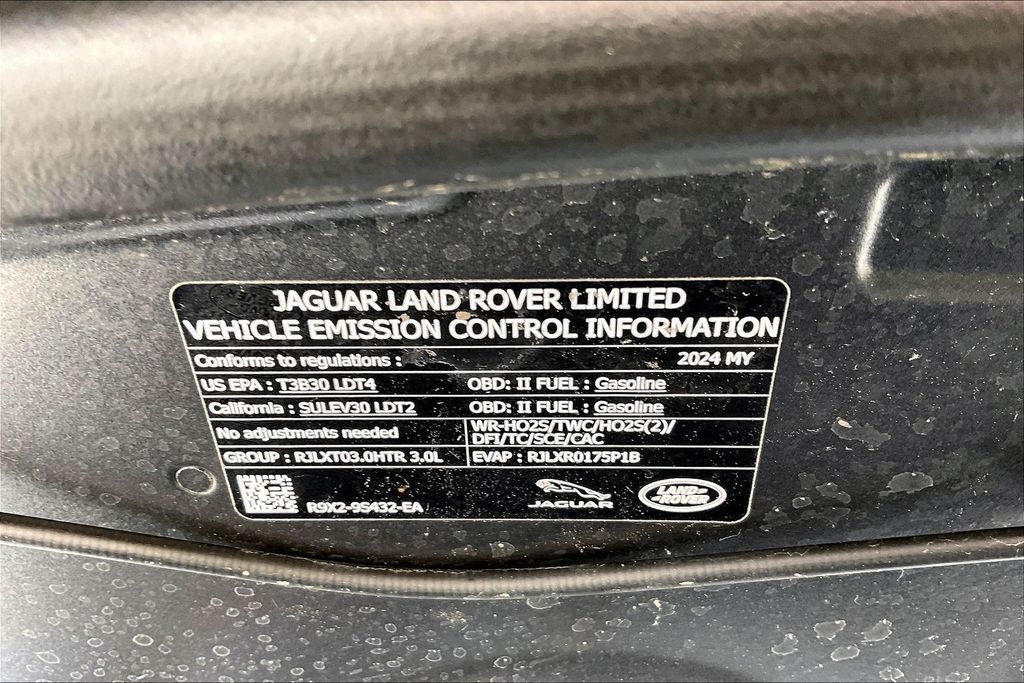 JAGUAR LAND ROVER LIMITED
VEHICLE EMISSION CONTROL INFORMATION
Conforms to regulations : 2024 MY
US EPA : T3B30 LDT4 OBD: II FUEL : Gasoline
California : SULEV30 LDT2 OBD: II FUEL : Gasoline
No adjustments needed
WR-HO2S/TWC/HO2S(2)/
DFI/TC/SCE/CAC
GROUP : RJLXT03.0HTR 3.0L EVAP : RJLXR0175P1B
R9X2-9S432-EA
JAGUAR
LAND-
ROVER